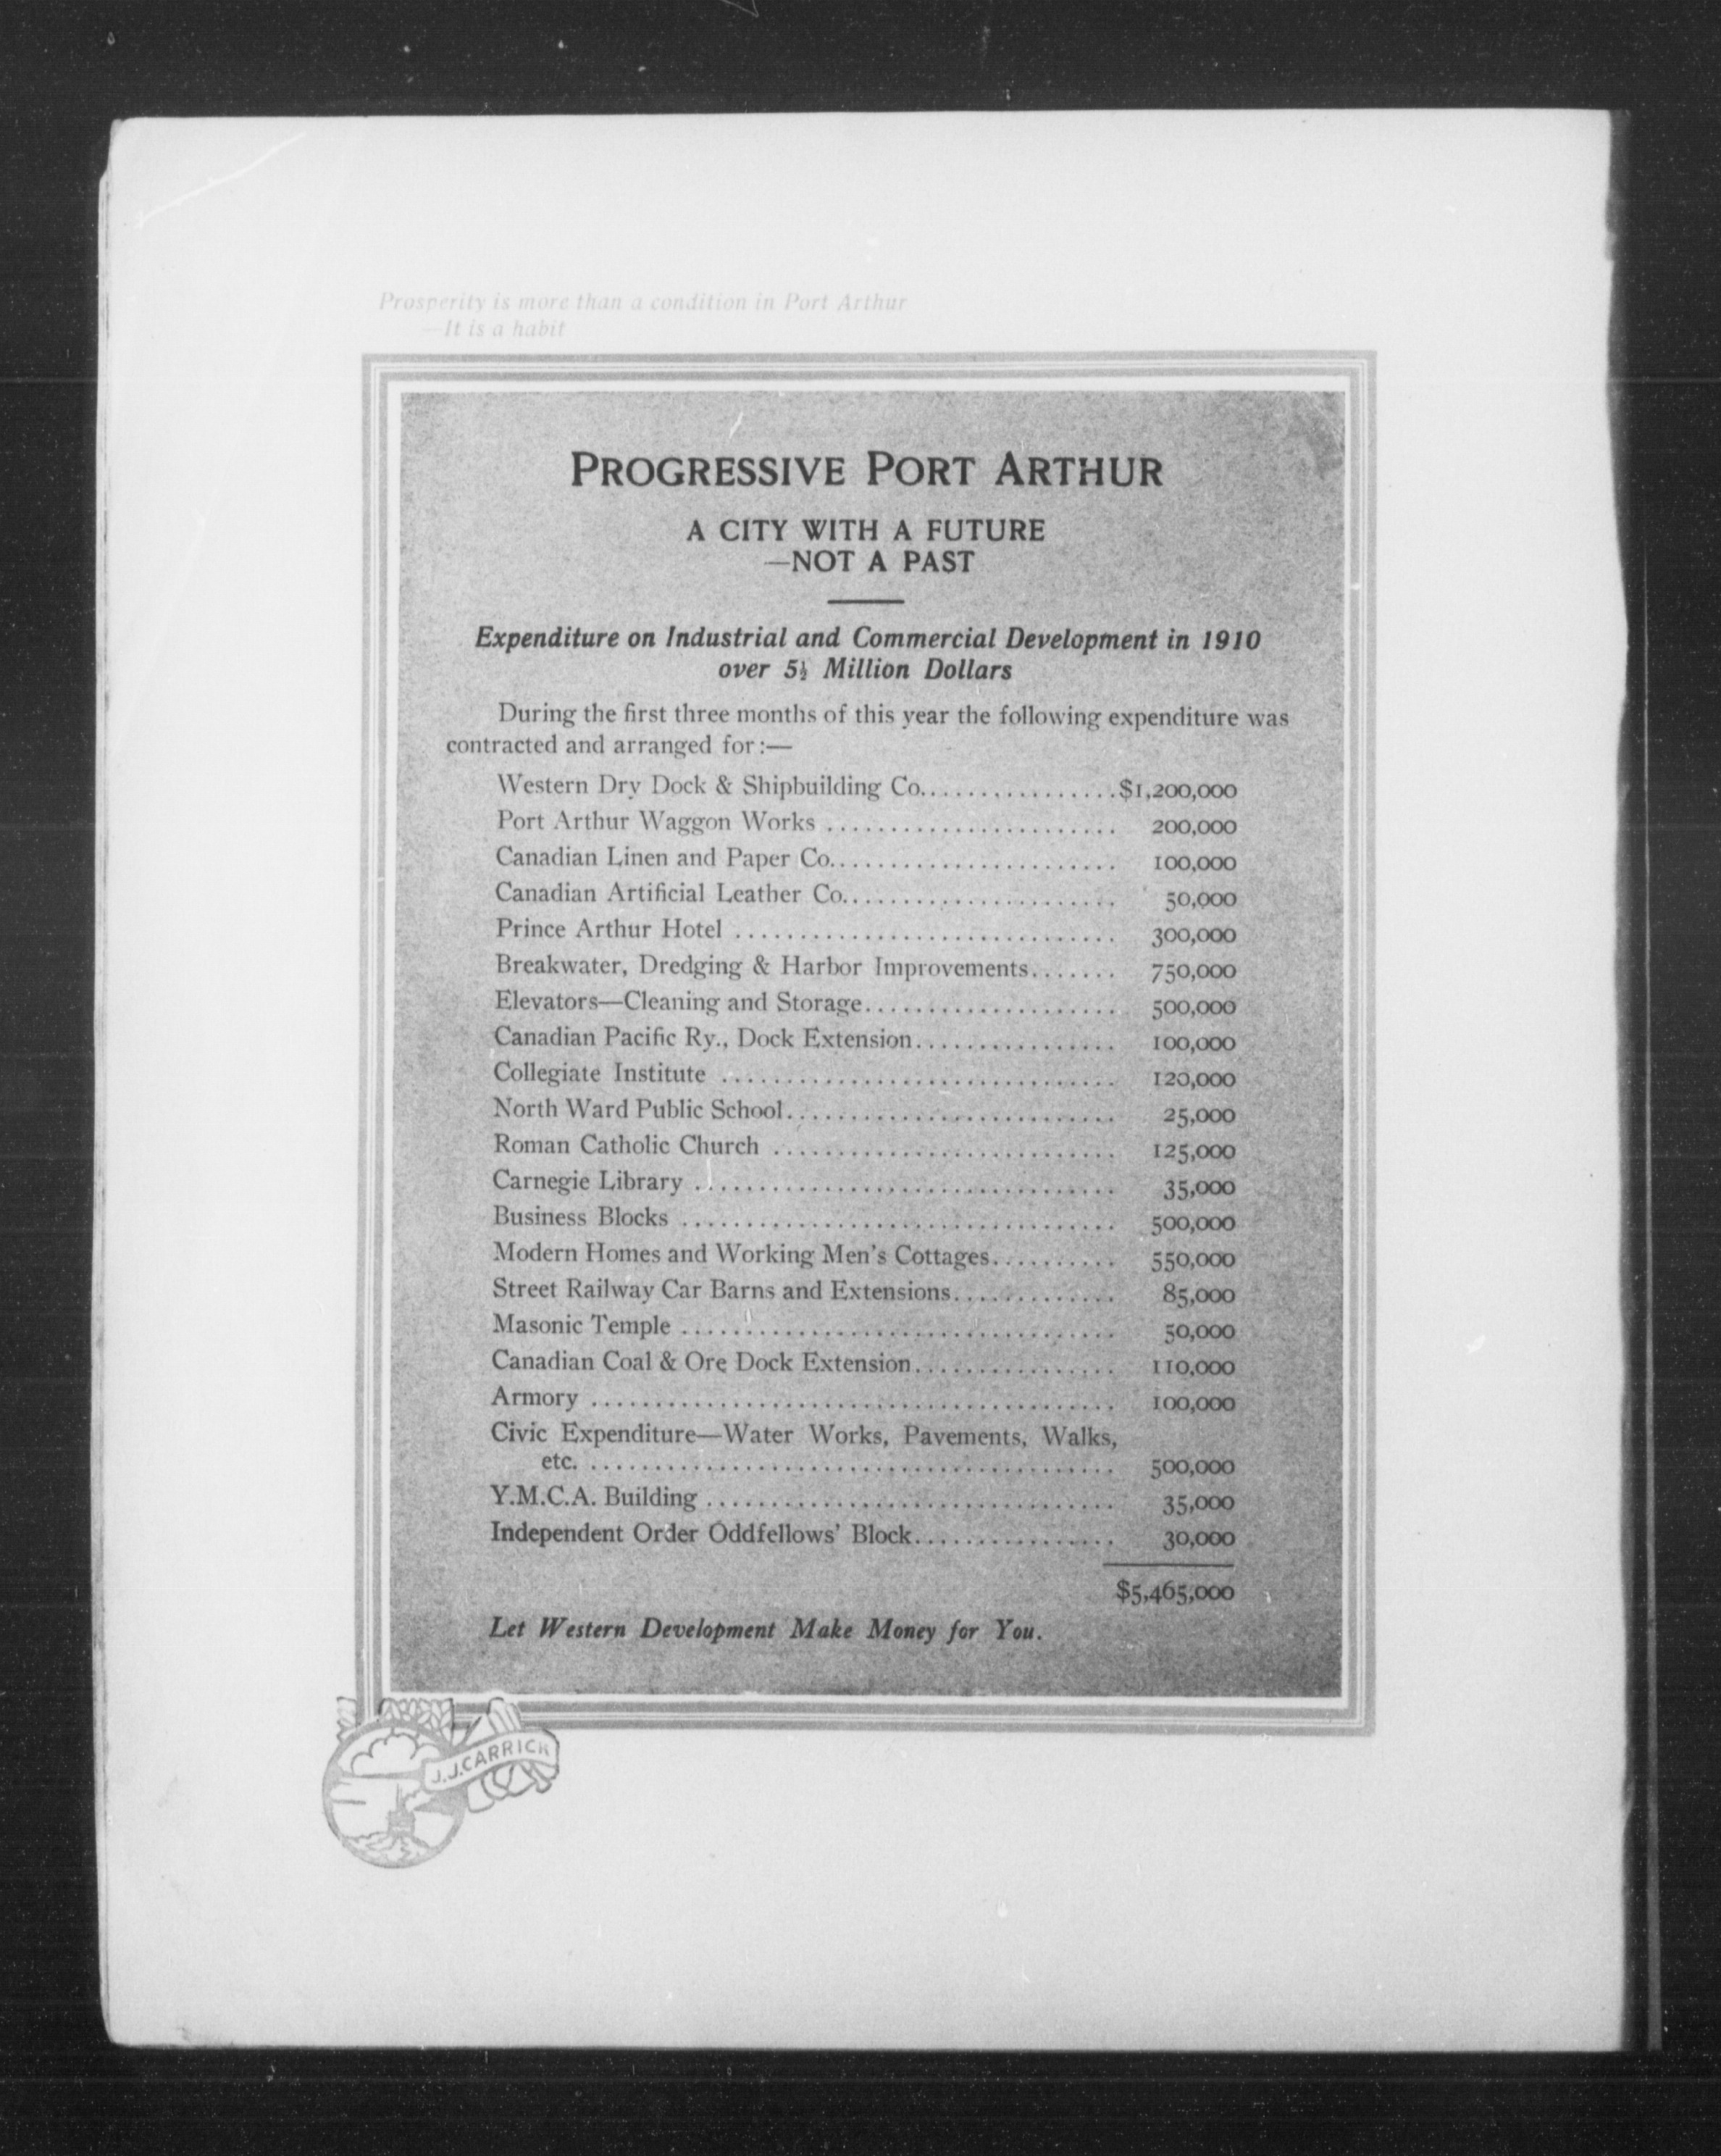 Prosperity is more than a condition in Port Arthur
—It is a habit
PROGRESSIVE PORT ARTHUR
A CITY WITH A FUTURE
—NOT A PAST
Expenditure on Industrial and Commercial Development in 1910
over 5½ Million Dollars
During the first three months of this year the following expenditure was
contracted and arranged for:—
Western Dry Dock & Shipbuilding Co................$1,200,000
Port Arthur Waggon Works ....................... 200,000
Canadian Linen and Paper Co....................... 100,000
Canadian Artificial Leather Co...................... 50,000
Prince Arthur Hotel .............................. 300,000
Breakwater, Dredging & Harbor Improvements....... 750,000
Elevators—Cleaning and Storage.................... 500,000
Canadian Pacific Ry., Dock Extension................ 100,000
Collegiate Institute ............................... 120,000
North Ward Public School.......................... 25,000
Roman Catholic Church ........................... 125,000
Carnegie Library ................................. 35,000
Business Blocks .................................. 500,000
Modern Homes and Working Men's Cottages.......... 550,000
Street Railway Car Barns and Extensions............. 85,000
Masonic Temple .................................. 50,000
Canadian Coal & Ore Dock Extension................ 110,000
Armory ......................................... 100,000
Civic Expenditure—Water Works, Pavements, Walks,
etc. ......................................... 500,000
Y.M.C.A. Building ................................ 35,000
Independent Order Oddfellows' Block................ 30,000
$5,465,000
Let Western Development Make Money for You.
J.J.CARRICK